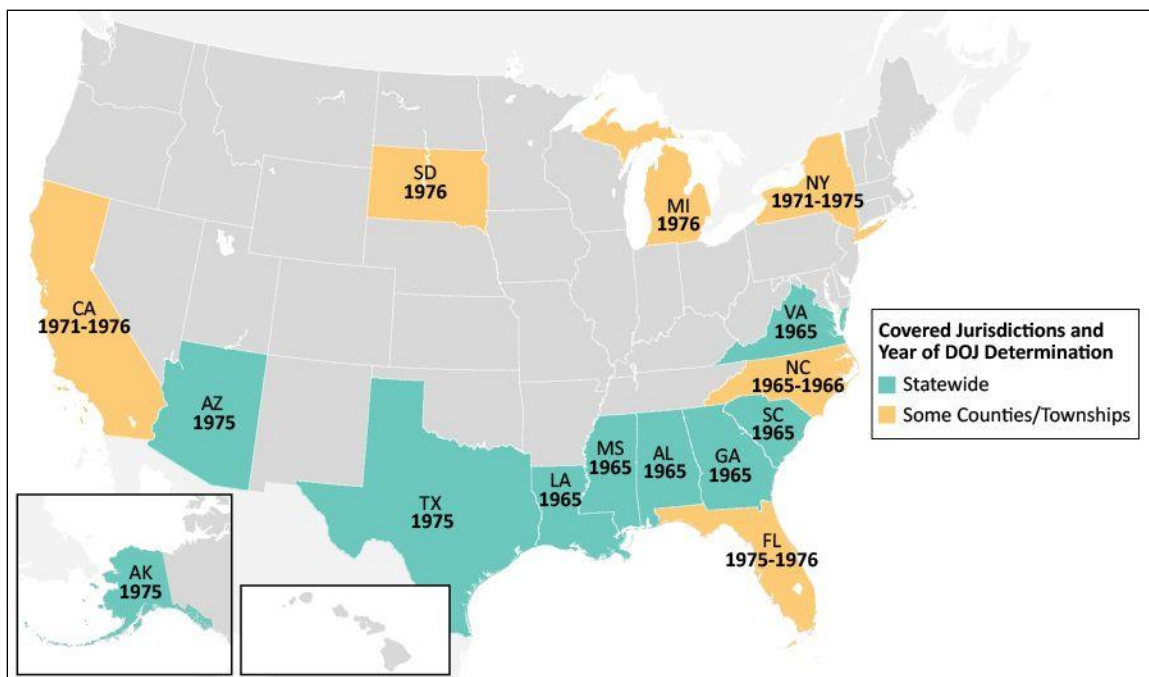 SD
1976
MI
1976
NY
1971-1975
CA
1971-1976
VA
1965
Covered Jurisdictions and
Year of DOJ Determination
Statewide
Some Counties/Townships
NC
1965-1966
AZ
1975
SC
1965
MS
1965
AL
1965
GA
1965
LA
1965
TX
1975
FL
1975-1976
AK
1975